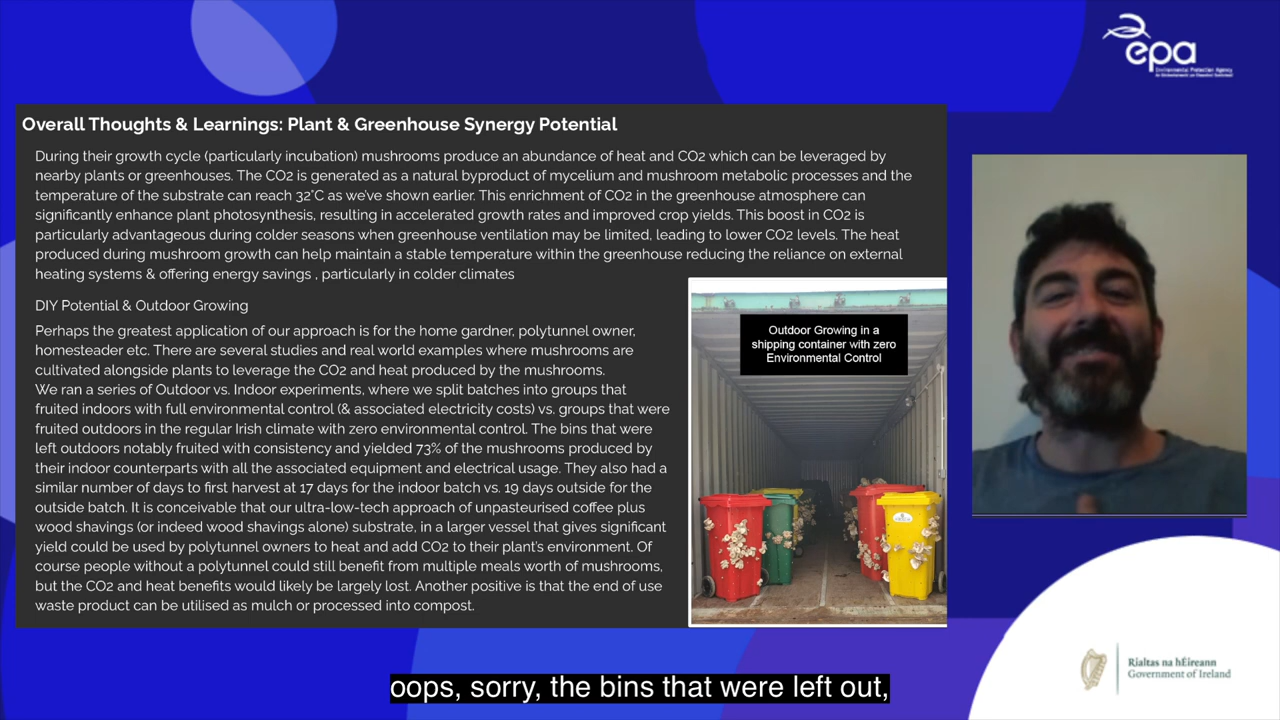 epa
Environmental Protection Agency
Overall Thoughts & Learnings: Plant & Greenhouse Synergy Potential
During their growth cycle (particularly incubation) mushrooms produce an abundance of heat and CO2 which can be leveraged by
nearby plants or greenhouses. The CO2 is generated as a natural byproduct of mycelium and mushroom metabolic processes and the
temperature of the substrate can reach 32°C as we've shown earlier. This enrichment of CO2 in the greenhouse atmosphere can
significantly enhance plant photosynthesis, resulting in accelerated growth rates and improved crop yields. This boost in CO2 is
particularly advantageous during colder seasons when greenhouse ventilation may be limited, leading to lower CO2 levels. The heat
produced during mushroom growth can help maintain a stable temperature within the greenhouse reducing the reliance on external
heating systems & offering energy savings , particularly in colder climates
DIY Potential & Outdoor Growing
Perhaps the greatest application of our approach is for the home gardner, polytunnel owner,
homesteader etc. There are several studies and real world examples where mushrooms are
cultivated alongside plants to leverage the CO2 and heat produced by the mushrooms.
We ran a series of Outdoor vs. Indoor experiments, where we split batches into groups that
fruited indoors with full environmental control (& associated electricity costs) vs. groups that were
fruited outdoors in the regular Irish climate with zero environmental control. The bins that were
left outdoors notably fruited with consistency and yielded 73% of the mushrooms produced by
their indoor counterparts with all the associated equipment and electrical usage. They also had a
similar number of days to first harvest at 17 days for the indoor batch vs. 19 days outside for the
outside batch. It is conceivable that our ultra-low-tech approach of unpasteurised coffee plus
wood shavings (or indeed wood shavings alone) substrate, in a larger vessel that gives significant
yield could be used by polytunnel owners to heat and add CO2 to their plant's environment. Of
course people without a polytunnel could still benefit from multiple meals worth of mushrooms,
but the CO2 and heat benefits would likely be largely lost. Another positive is that the end of use
waste product can be utilised as mulch or processed into compost.
Outdoor Growing in a
shipping container with zero
Environmental Control
Rialtas na hÉireann
Government of Ireland
oops, sorry, the bins that were left out,